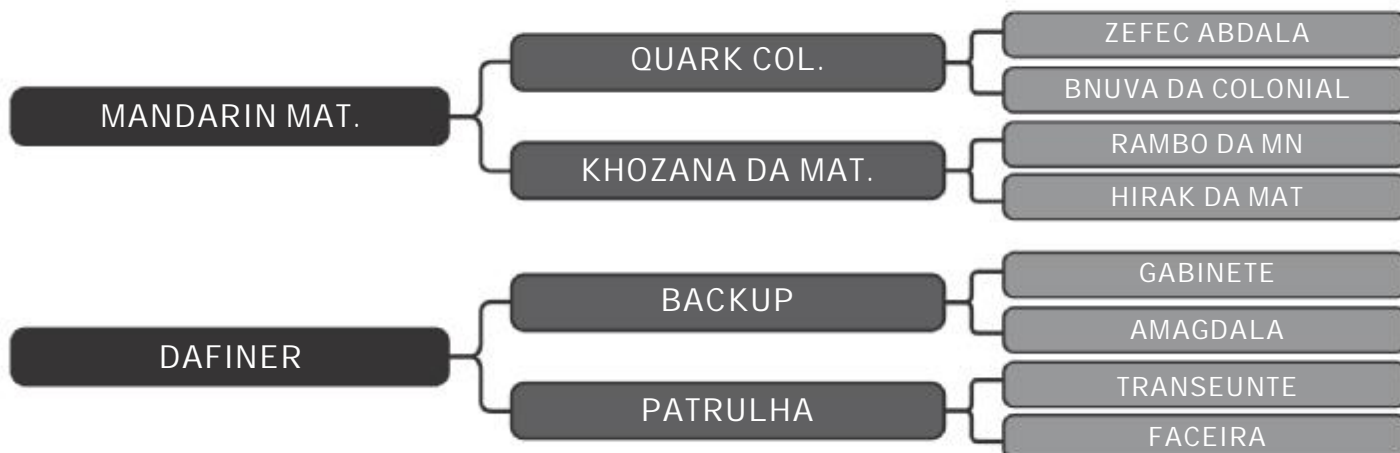 MANDARIN MAT.
QUARK COL.
ZEFEC ABDALA
BNUVA DA COLONIAL
KHOZANA DA MAT.
RAMBO DA MN
HIRAK DA MAT
DAFINER
BACKUP
GABINETE
AMAGDALA
PATRULHA
TRANSEUNTE
FACEIRA